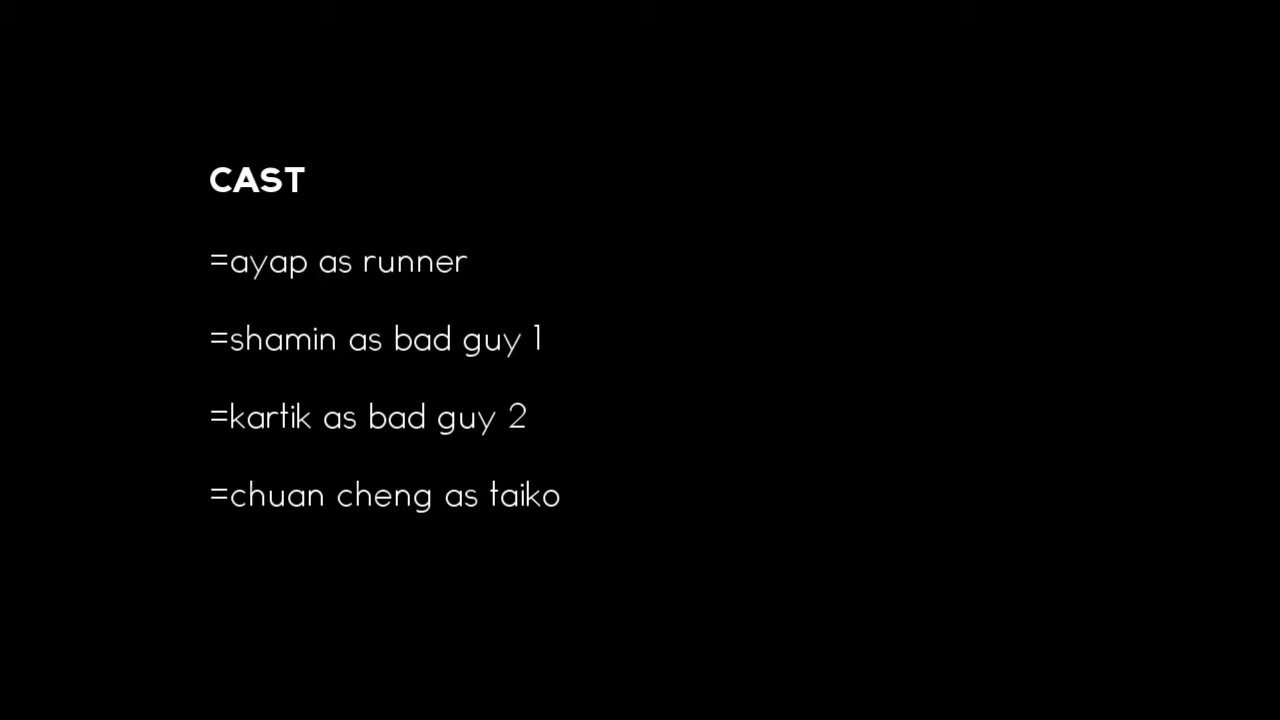 CAST
=ayap as runner
=shamin as bad guy 1
=kartik as bad guy 2
=chuan cheng as taiko